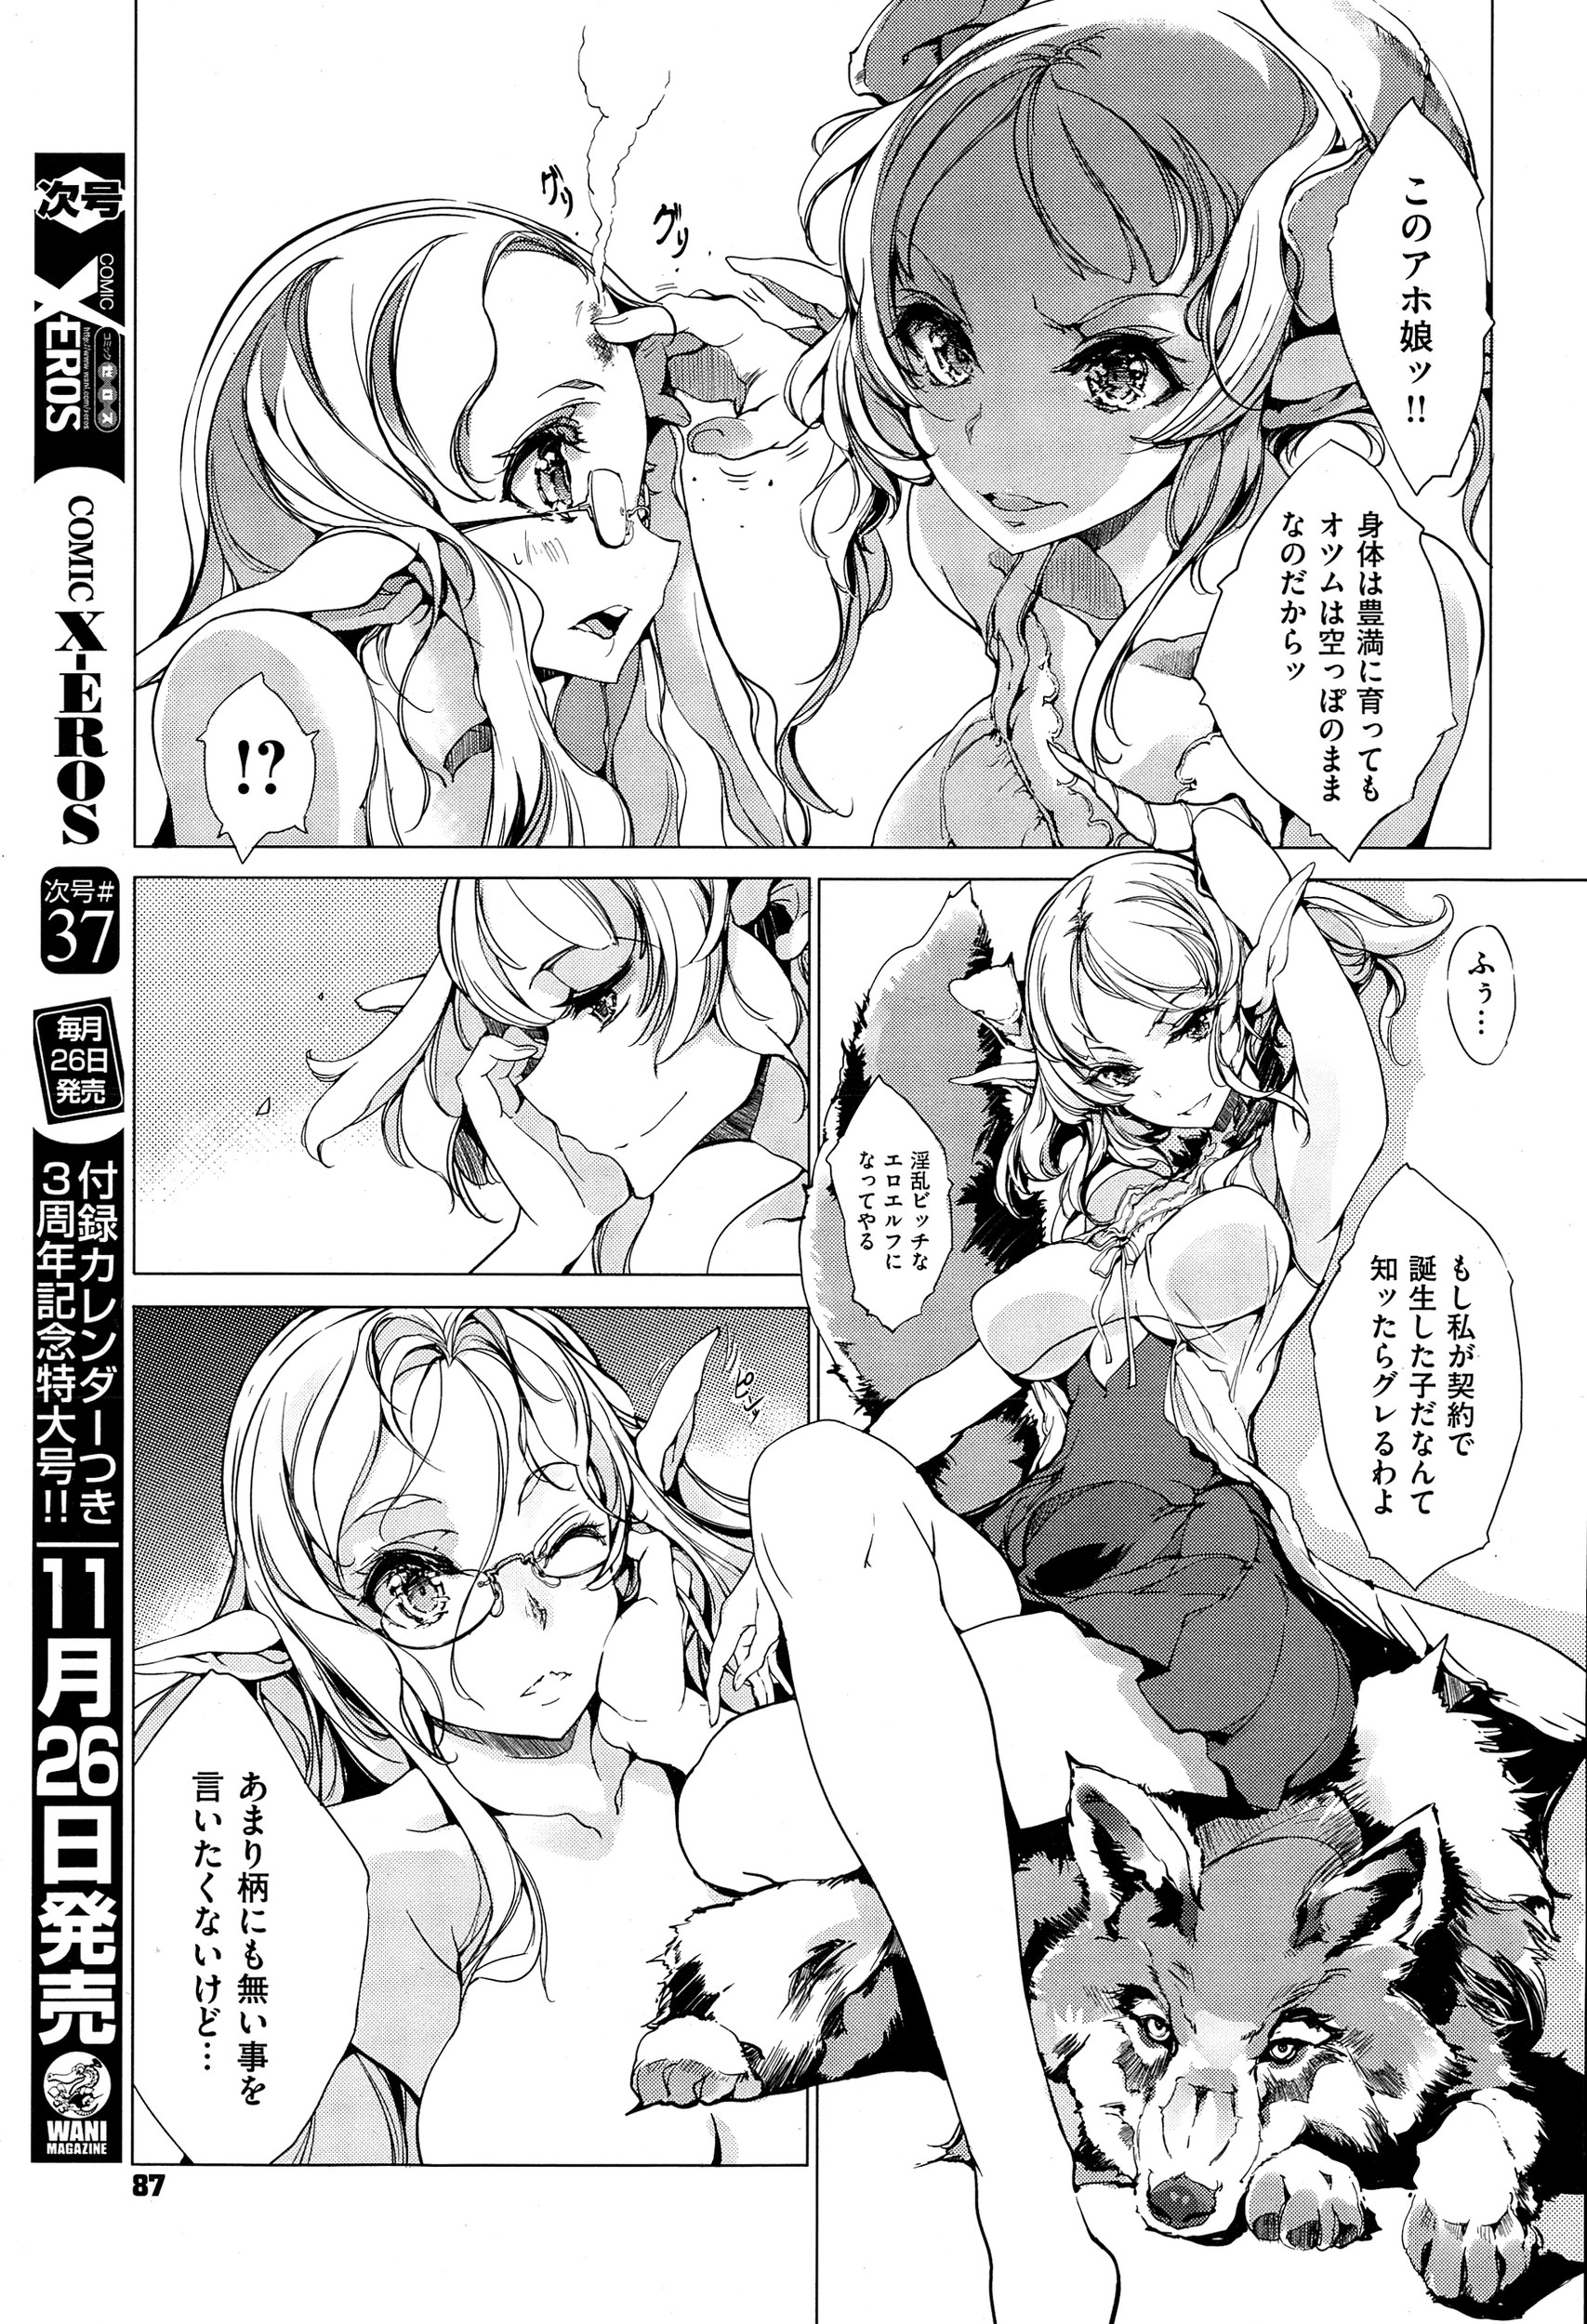 このアホ娘ッ!!
身体は豊満に育っても
オツムは空っぽのまま
なのだからッ
グリ
グリ
!?
ふぅ…
もし私が契約で
誕生した子だなんて
知ッたらグレるわよ
淫乱ビッチな
エロエルフに
なってやる
ピンッ
あまり柄にも無い事を
言いたくないけど…
次号
COMIC
X-EROS
コミック ゼロス
COMIC X-EROS
次号#
37
毎月
26日
発売
付録カレンダーつき
3周年記念特大号!!
11月26日発売
WANI
MAGAZINE
87